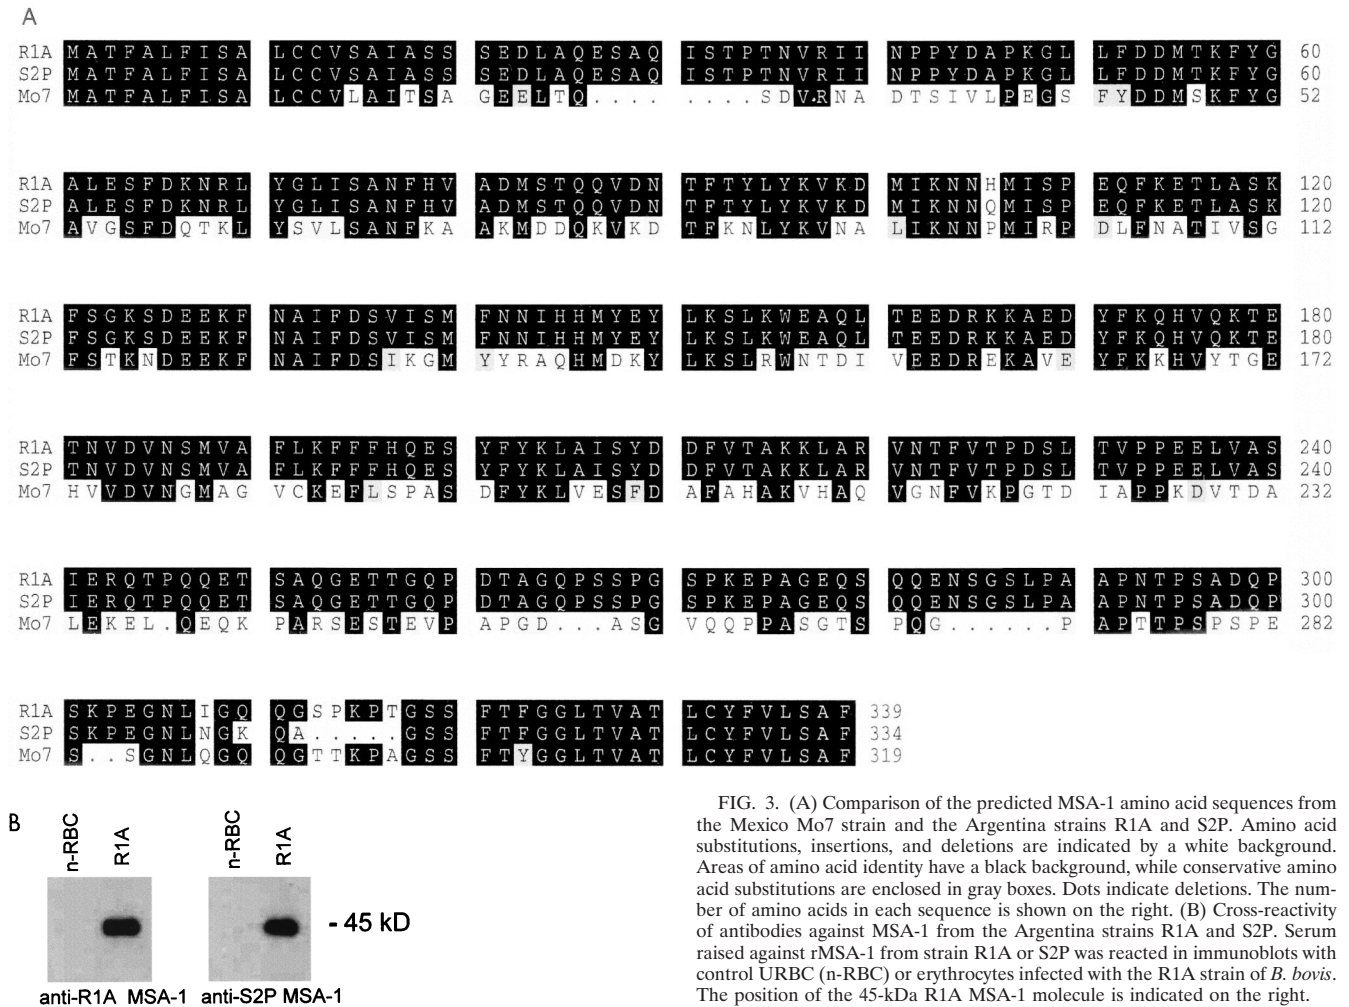 A
R1A MATFALFISA LCCVSAIASS SEDLAQESAQ ISTPTNVRII NPPYDAPKGL LFDDMTKFYG 60
S2P MATFALFISA LCCVSAIASS SEDLAQESAQ ISTPTNVRII NPPYDAPKGL LFDDMTKFYG 60
Mo7 MATFALFISA LCCVLAITSA GEELTQ.... ....SDVRNA DTSIVLPEGS FYDDMSKFYG 52
R1A ALESFDKNRL YGLISANFHV ADMSTQQVDN TFTYLYKVKD MIKNNHMISP EQFKETLASK 120
S2P ALESFDKNRL YGLISANFHV ADMSTQQVDN TFTYLYKVKD MIKNNQMISP EQFKETLASK 120
Mo7 AVGSFDQTKL YSVLSANFKA AKMDDQKVKD TFKNLYKVNA LIKNNPMIRP DLFNATIVSG 112
R1A FSGKSDEEKF NAIFDSVISM FNNIHHMYEY LKSLKWEAQL TEEDRKKAED YFKQHVQKTE 180
S2P FSGKSDEEKF NAIFDSVISM FNNIHHMYEY LKSLKWEAQL TEEDRKKAED YFKQHVQKTE 180
Mo7 FSTKNDEEKF NAIFDSIKGM YYRAQHMDKY LKSLRWNTDI VEEDREKAVE YFKKHVYTGE 172
R1A TNVDVNSMVA FLKFFFHQES YFYKLAISYD DFVTAKKLAR VNTFVTPDSL TVPPEELVAS 240
S2P TNVDVNSMVA FLKFFFHQES YFYKLAISYD DFVTAKKLAR VNTFVTPDSL TVPPEELVAS 240
Mo7 HVVDVNGMAG VCKEFLSPAS DFYKLVESFD AFAHAKVHAQ VGNFVKPGTD IAPPKDVTDA 232
R1A IERQTPQQET SAQGETTGQP DTAGQPSSPG SPKEPAGEQS QQENSGSLPA APNTPSADQP 300
S2P IERQTPQQET SAQGETTGQP DTAGQPSSPG SPKEPAGEQS QQENSGSLPA APNTPSADQP 300
Mo7 LEKEL.QEQK PARSESTEVP APGD...ASG VQQPPASGTS PQG......P APTTPSPSPE 282
R1A SKPEGNLIGQ QGSPKPTGSS FTFGGLTVAT LCYFVLSAF 339
S2P SKPEGNLNGK QA.....GSS FTFGGLTVAT LCYFVLSAF 334
Mo7 S..SGNLQGQ QGTTKPAGSS FTYGGLTVAT LCYFVLSAF 319
B
n-RBC R1A n-RBC R1A
- 45 kD
anti-R1A MSA-1 anti-S2P MSA-1
FIG. 3. (A) Comparison of the predicted MSA-1 amino acid sequences from
the Mexico Mo7 strain and the Argentina strains R1A and S2P. Amino acid
substitutions, insertions, and deletions are indicated by a white background.
Areas of amino acid identity have a black background, while conservative amino
acid substitutions are enclosed in gray boxes. Dots indicate deletions. The num-
ber of amino acids in each sequence is shown on the right. (B) Cross-reactivity
of antibodies against MSA-1 from the Argentina strains R1A and S2P. Serum
raised against rMSA-1 from strain R1A or S2P was reacted in immunoblots with
control URBC (n-RBC) or erythrocytes infected with the R1A strain of B. bovis.
The position of the 45-kDa R1A MSA-1 molecule is indicated on the right.